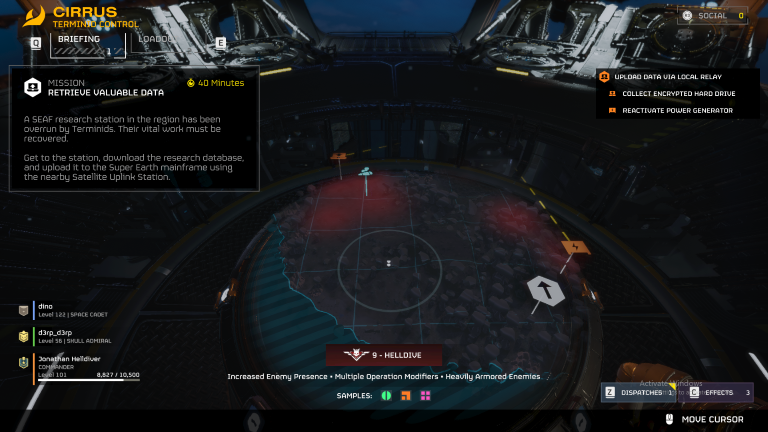 CIRRUS
TERMINID CONTROL
SOCIAL 0
Q BRIEFING 1 E
MISSION 40 Minutes
RETRIEVE VALUABLE DATA
A SEAF research station in the region has been
overrun by Terminids. Their vital work must be
recovered.
Get to the station, download the research database,
and upload it to the Super Earth mainframe using
the nearby Satellite Uplink Station.
UPLOAD DATA VIA LOCAL RELAY
COLLECT ENCRYPTED HARD DRIVE
REACTIVATE POWER GENERATOR
dino
Level 122 | SPACE CADET
d3rp_d3rp
Level 56 | SKULL ADMIRAL
Jonathan Helldiver
COMMANDER
Level 101 8,827 / 10,500
9 - HELLDIVE
Increased Enemy Presence • Multiple Operation Modifiers • Heavily Armored Enemies
SAMPLES:
Activate Windows
Z DISPATCHES 1 C EFFECTS 3
MOVE CURSOR